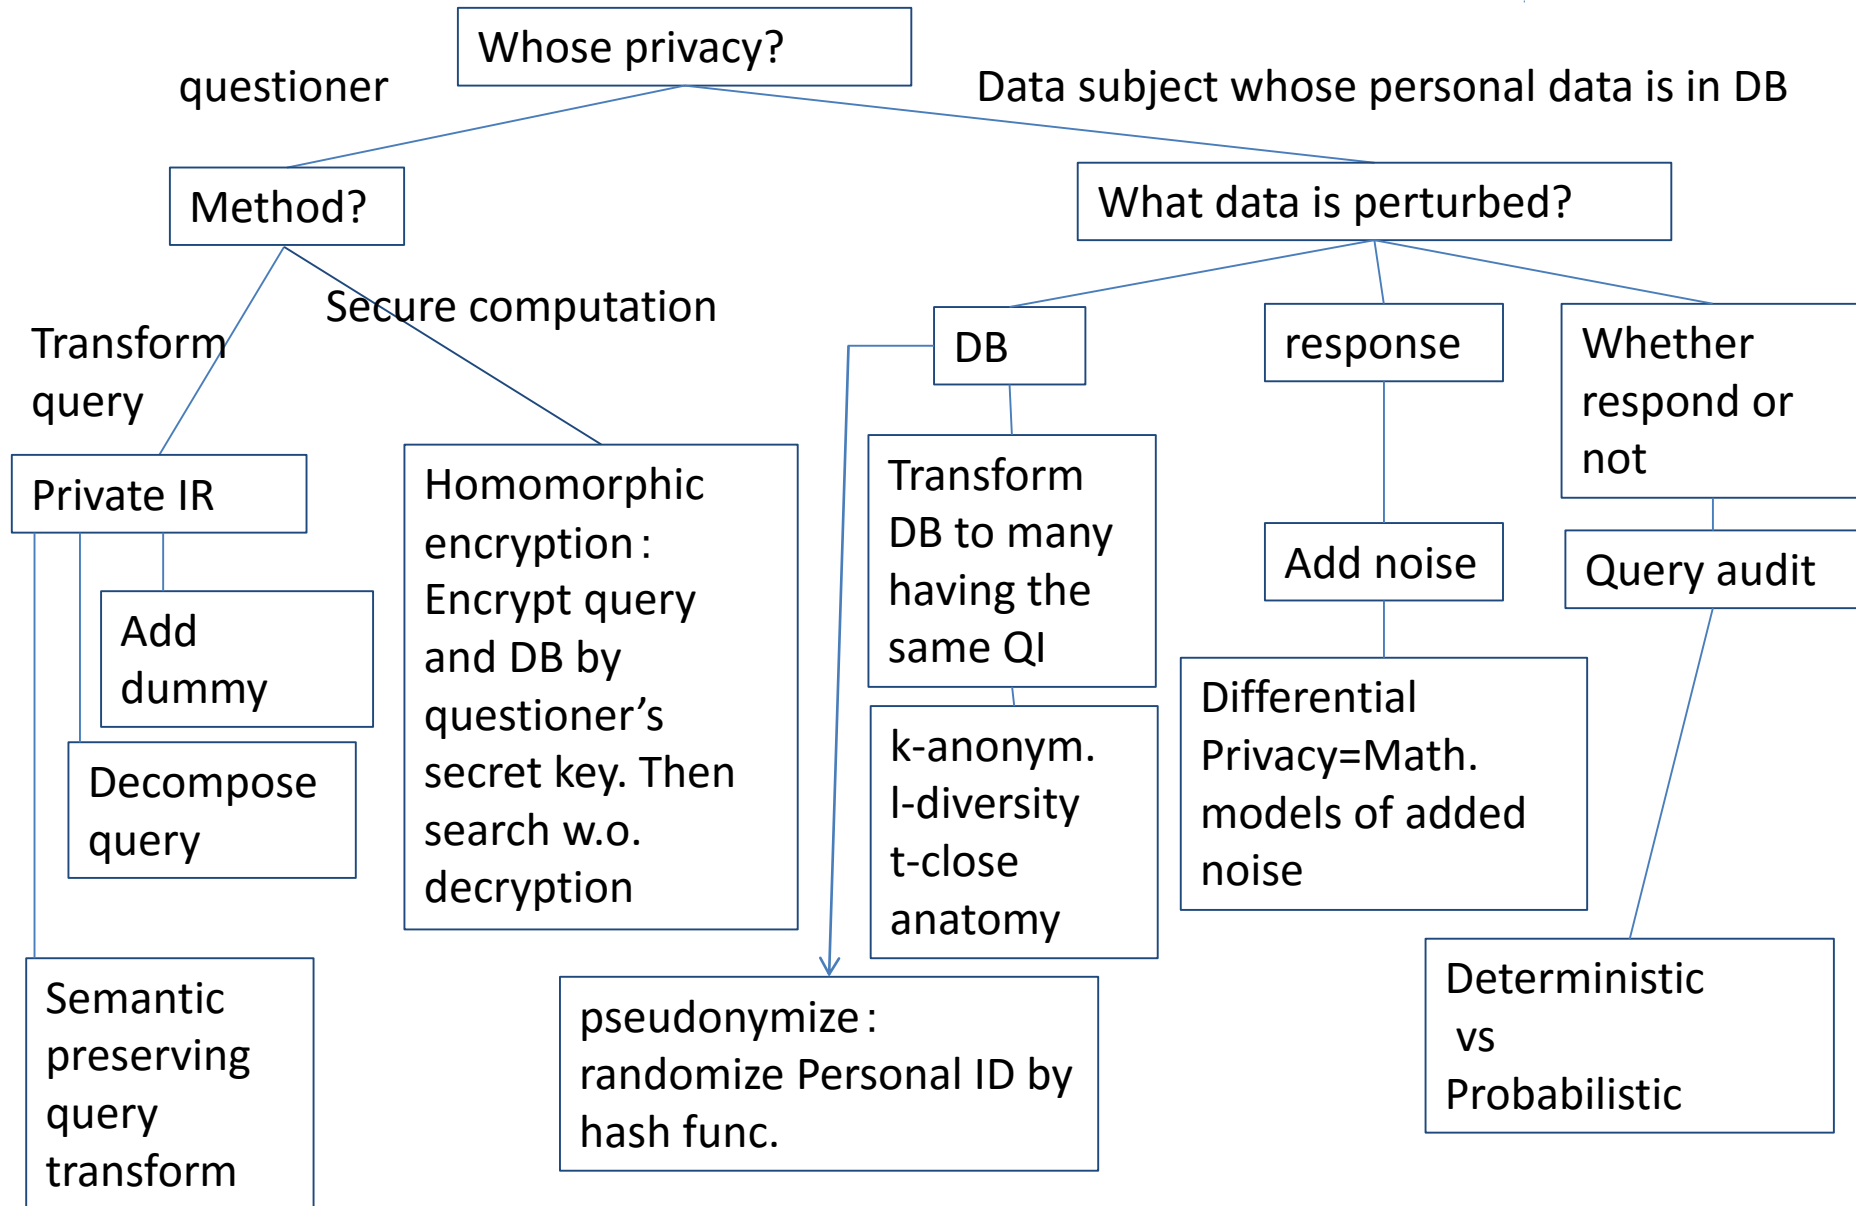 Whose privacy?
questioner
Data subject whose personal data is in DB
Method?
What data is perturbed?
Transform
query
Secure computation
DB
response
Whether
respond or
not
Private IR
Homomorphic
encryption：
Encrypt query
and DB by
questioner’s
secret key. Then
search w.o.
decryption
Transform
DB to many
having the
same QI
Add noise
Query audit
Add
dummy
Decompose
query
k-anonym.
l-diversity
t-close
anatomy
Differential
Privacy=Math.
models of added
noise
Semantic
preserving
query
transform
pseudonymize：
randomize Personal ID by
hash func.
Deterministic
vs
Probabilistic